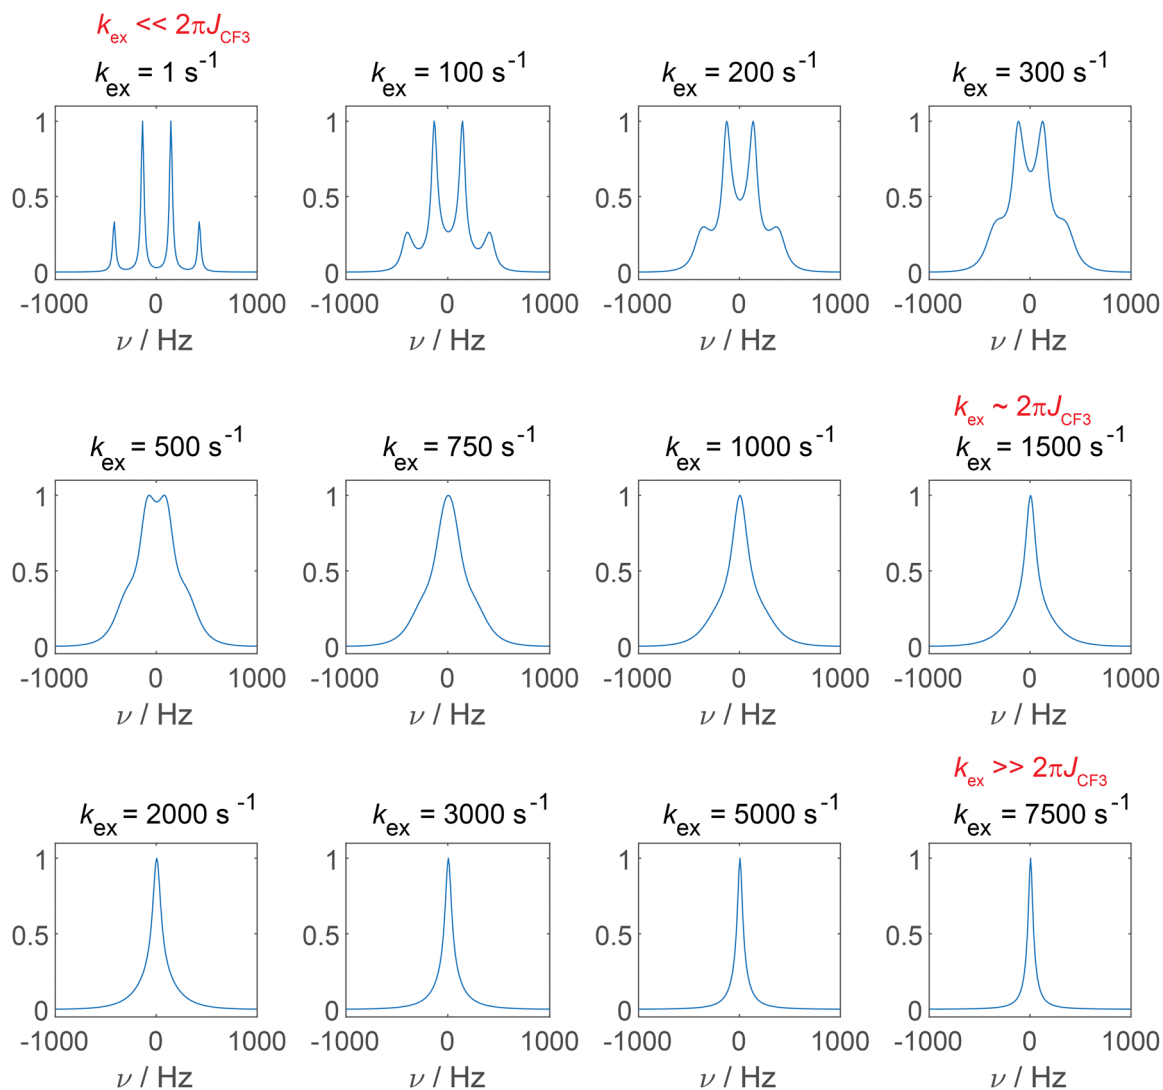 kex << 2πJCF3
kex = 1 s-1 kex = 100 s-1 kex = 200 s-1 kex = 300 s-1
1 1 1 1
0.5 0.5 0.5 0.5
0 0 0 0
-1000 0 1000 -1000 0 1000 -1000 0 1000 -1000 0 1000
ν / Hz ν / Hz ν / Hz ν / Hz
kex ~ 2πJCF3
kex = 500 s-1 kex = 750 s-1 kex = 1000 s-1 kex = 1500 s-1
1 1 1 1
0.5 0.5 0.5 0.5
0 0 0 0
-1000 0 1000 -1000 0 1000 -1000 0 1000 -1000 0 1000
ν / Hz ν / Hz ν / Hz ν / Hz
kex >> 2πJCF3
kex = 2000 s-1 kex = 3000 s-1 kex = 5000 s-1 kex = 7500 s-1
1 1 1 1
0.5 0.5 0.5 0.5
0 0 0 0
-1000 0 1000 -1000 0 1000 -1000 0 1000 -1000 0 1000
ν / Hz ν / Hz ν / Hz ν / Hz